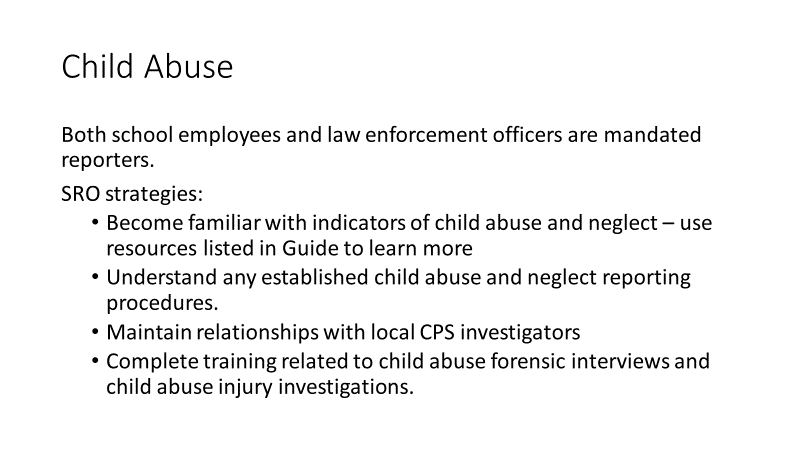 Child Abuse
Both school employees and law enforcement officers are mandated
reporters.
SRO strategies:
• Become familiar with indicators of child abuse and neglect – use
resources listed in Guide to learn more
• Understand any established child abuse and neglect reporting
procedures.
• Maintain relationships with local CPS investigators
• Complete training related to child abuse forensic interviews and
child abuse injury investigations.